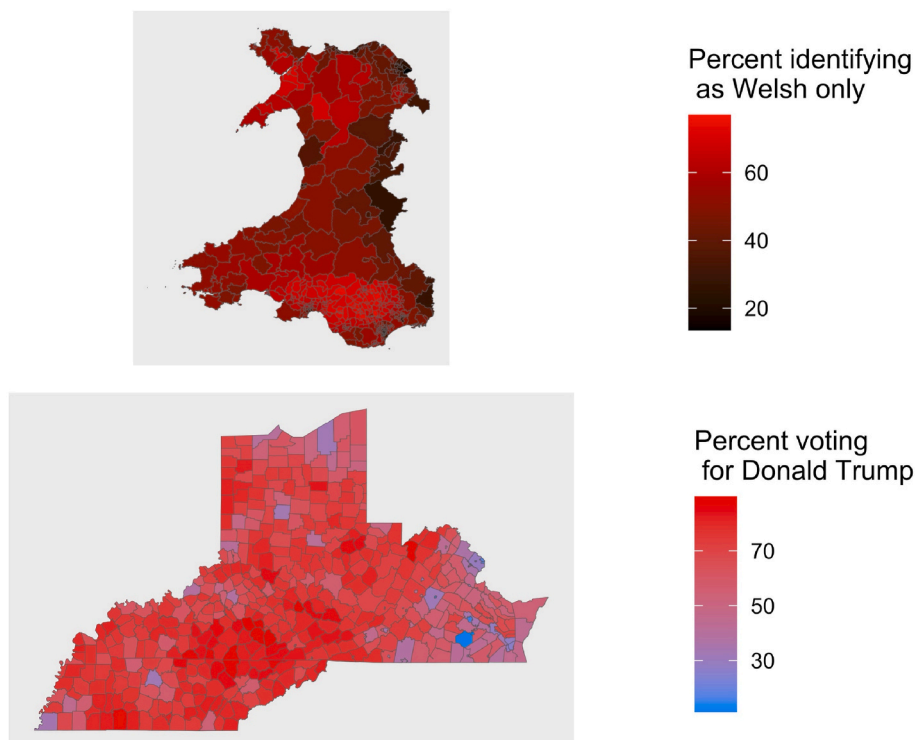 Percent identifying
as Welsh only
60
40
20
Percent voting
for Donald Trump
70
50
30